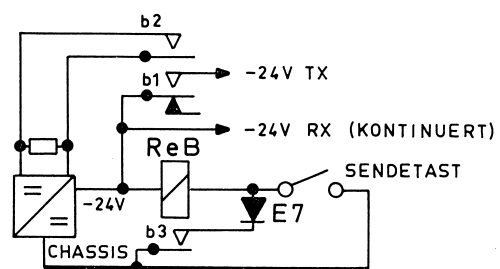 b2
-24V TX
b1
-24V RX (KONTINUERT)
ReB
SENDETAST
-24V
E7
b3
CHASSIS